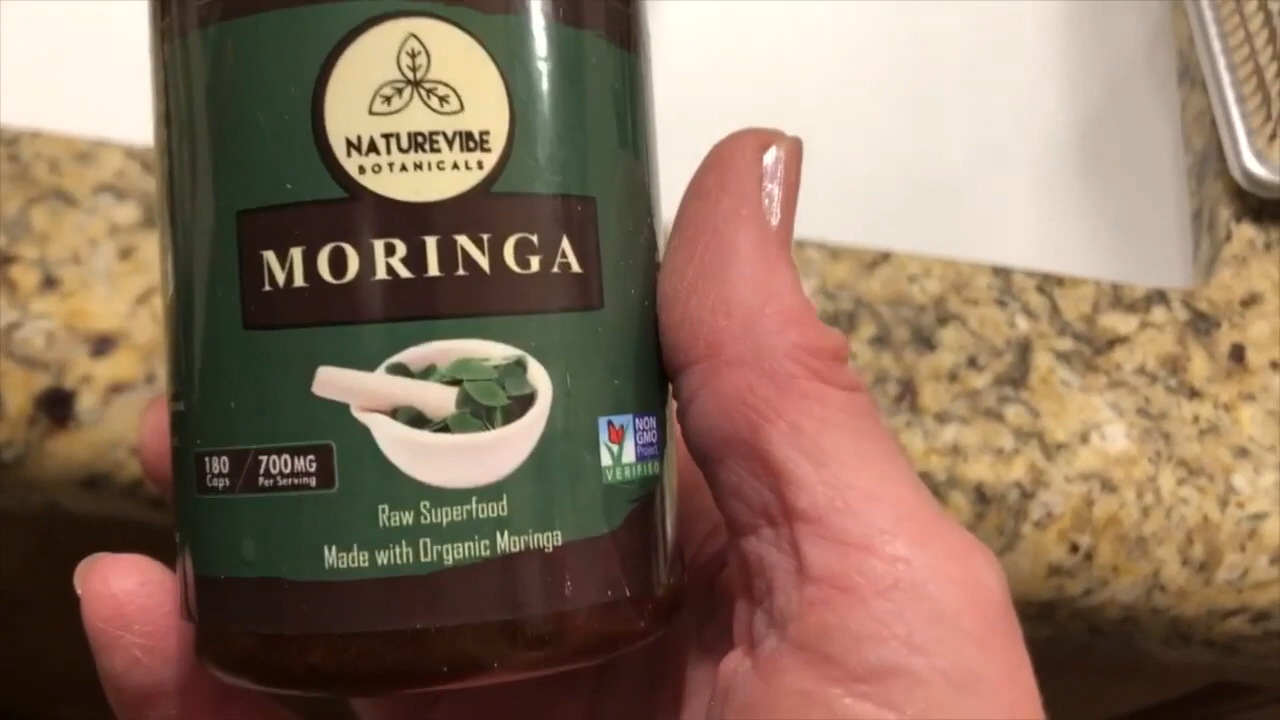 NATUREVIBE
BOTANICALS
MORINGA
NON
GMO
Project
VERIFIED
180
Caps
700MG
Per Serving
Raw Superfood
Made with Organic Moringa